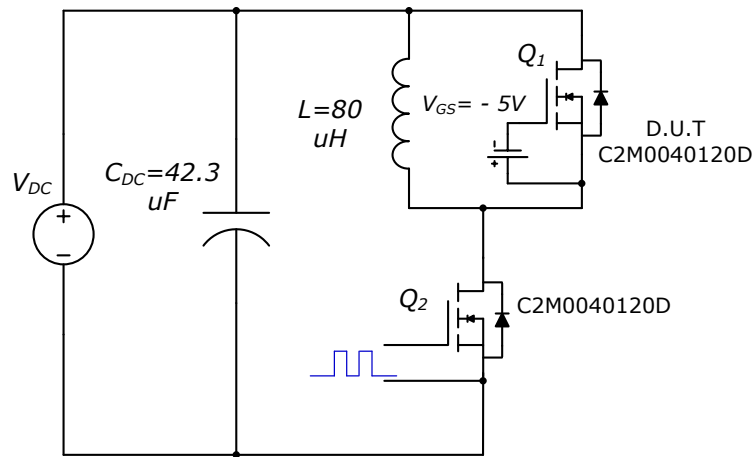 Q1
L=80
uH
VGS= - 5V
D.U.T
C2M0040120D
VDC
CDC=42.3
uF
Q2
C2M0040120D